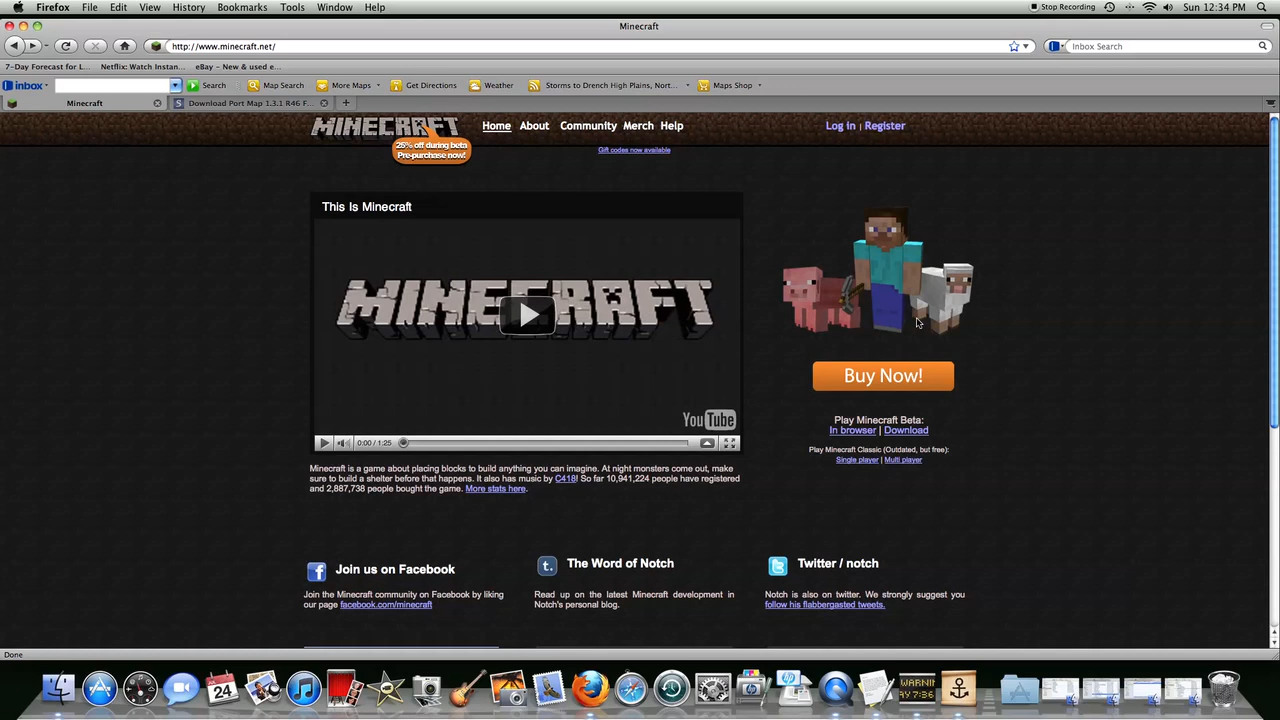 Firefox File Edit View History Bookmarks Tools Window Help Stop Recording Sun 12:34 PM
Minecraft
http://www.minecraft.net/ Inbox Search
7-Day Forecast for L... Netflix: Watch Instan... eBay - New & used e...
inbox Search Map Search More Maps Get Directions Weather Storms to Drench High Plains, Nort... Maps Shop
Minecraft Download Port Map 1.3.1 R46 F...
MINECRAFT Home About Community Merch Help Log in | Register
25% off during beta
Pre-purchase now!
Gift codes now available
This Is Minecraft
MINECRAFT
YouTube
0:00 / 1:25
Buy Now!
Play Minecraft Beta:
In browser | Download
Play Minecraft Classic (Outdated, but free):
Single player | Multi player
Minecraft is a game about placing blocks to build anything you can imagine. At night monsters come out, make
sure to build a shelter before that happens. It also has music by C418! So far 10,941,224 people have registered
and 2,887,738 people bought the game. More stats here.
Join us on Facebook
Join the Minecraft community on Facebook by liking
our page facebook.com/minecraft
t. The Word of Notch
Read up on the latest Minecraft development in
Notch's personal blog.
Twitter / notch
Notch is also on twitter. We strongly suggest you
follow his flabbergasted tweets.
Done
JUL
24
WARNIN
AY 7:36